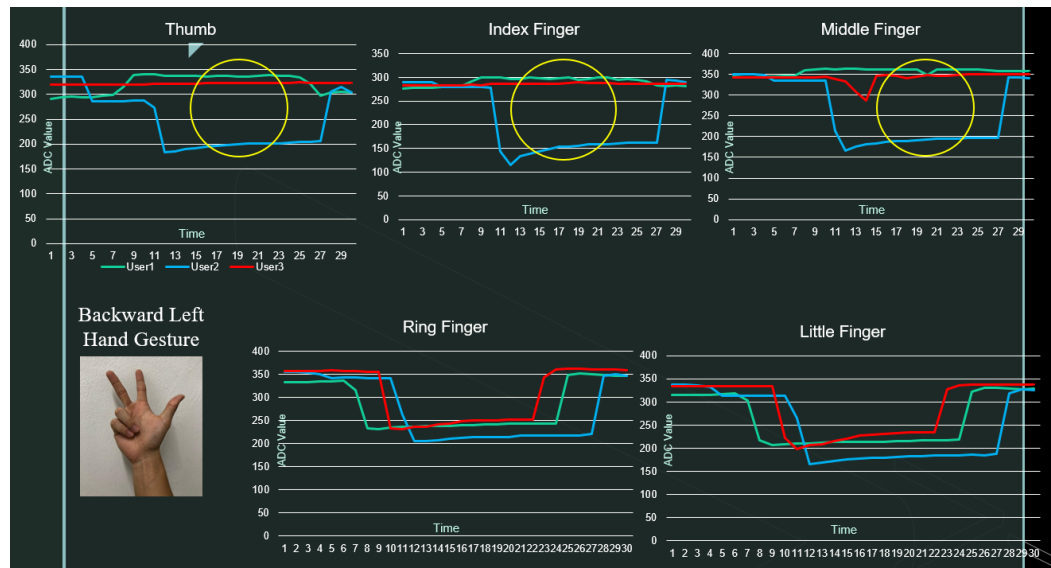 Thumb
400
350
300
250
200
150
100
50
0
ADC Value
Time
1 3 5 7 9 11 13 15 17 19 21 23 25 27 29
User1 User2 User3
Index Finger
350
300
250
200
150
100
50
0
ADC Value
Time
1 3 5 7 9 11 13 15 17 19 21 23 25 27 29
Middle Finger
400
350
300
250
200
150
100
50
0
ADC Value
Time
1 3 5 7 9 11 13 15 17 19 21 23 25 27 29
Backward Left
Hand Gesture
Ring Finger
400
350
300
250
200
150
100
50
0
ADC Value
Time
1 2 3 4 5 6 7 8 9 10 11 12 13 14 15 16 17 18 19 20 21 22 23 24 25 26 27 28 29 30
Little Finger
400
350
300
250
200
150
100
50
0
ADC Value
Time
1 2 3 4 5 6 7 8 9 10 11 12 13 14 15 16 17 18 19 20 21 22 23 24 25 26 27 28 29 30